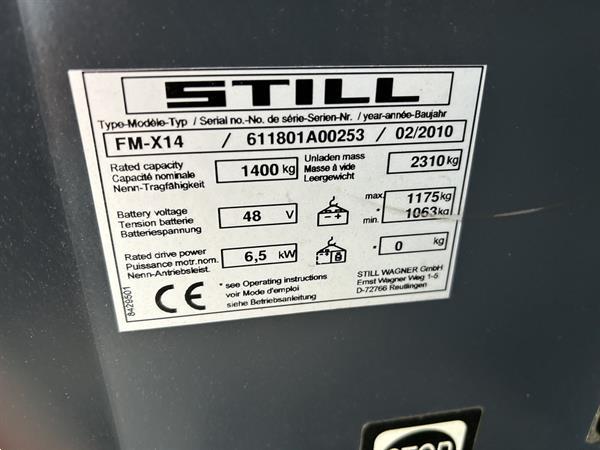 STILL
Type-Modèle-Typ / Serial no.-No. de série-Serien-Nr. / year-année-Baujahr
FM-X14 / 611801A00253 / 02/2010
Rated capacity
Capacité nominale
Nenn-Tragfähigkeit
1400 kg
Unladen mass
Masse à vide
Leergewicht
2310 kg
Battery voltage
Tension batterie
Batteriespannung
48 V
- +
* max. 1175 kg
min. 1063 kg
Rated drive power
Puissance motr.nom.
Nenn-Antriebsleist.
6,5 kW
* 0 kg
CE
* see Operating instructions
voir Mode d'emploi
siehe Betriebsanleitung
STILL WAGNER GmbH
Ernst Wagner Weg 1-5
D-72766 Reutlingen
8429501
STOP